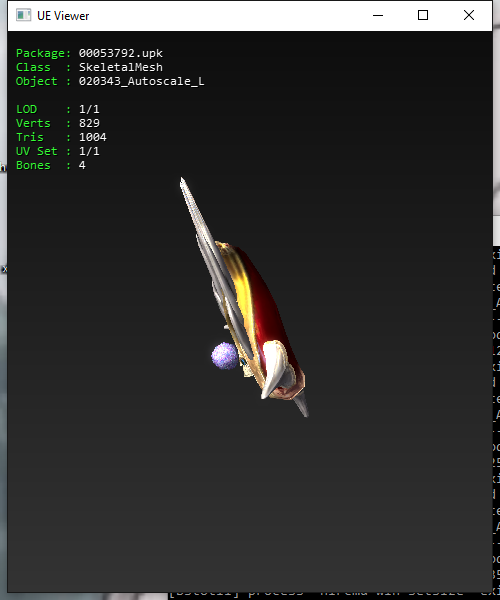 UE Viewer
Package: 00053792.upk
Class : SkeletalMesh
Object : 020343_Autoscale_L
LOD : 1/1
Verts : 829
Tris : 1004
UV Set : 1/1
Bones : 4